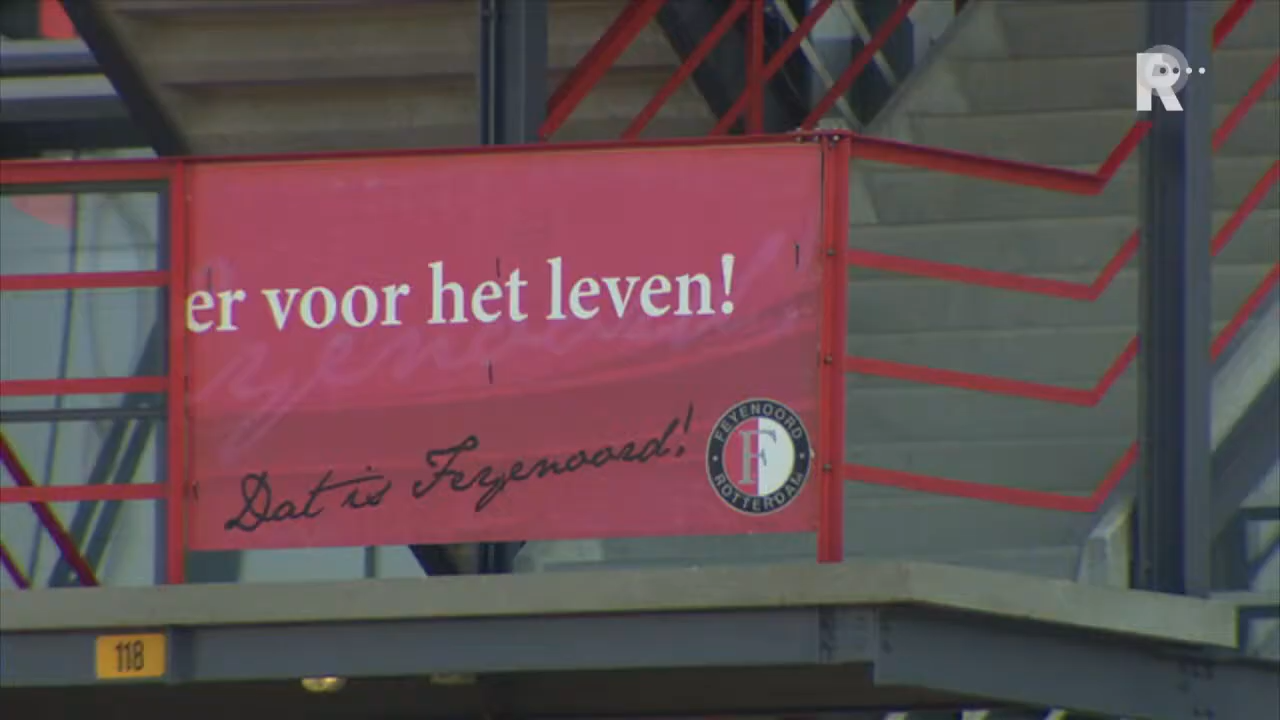 R
er voor het leven!
Dat is Feyenoord!
FEYENOORD
F
ROTTERDAM
118